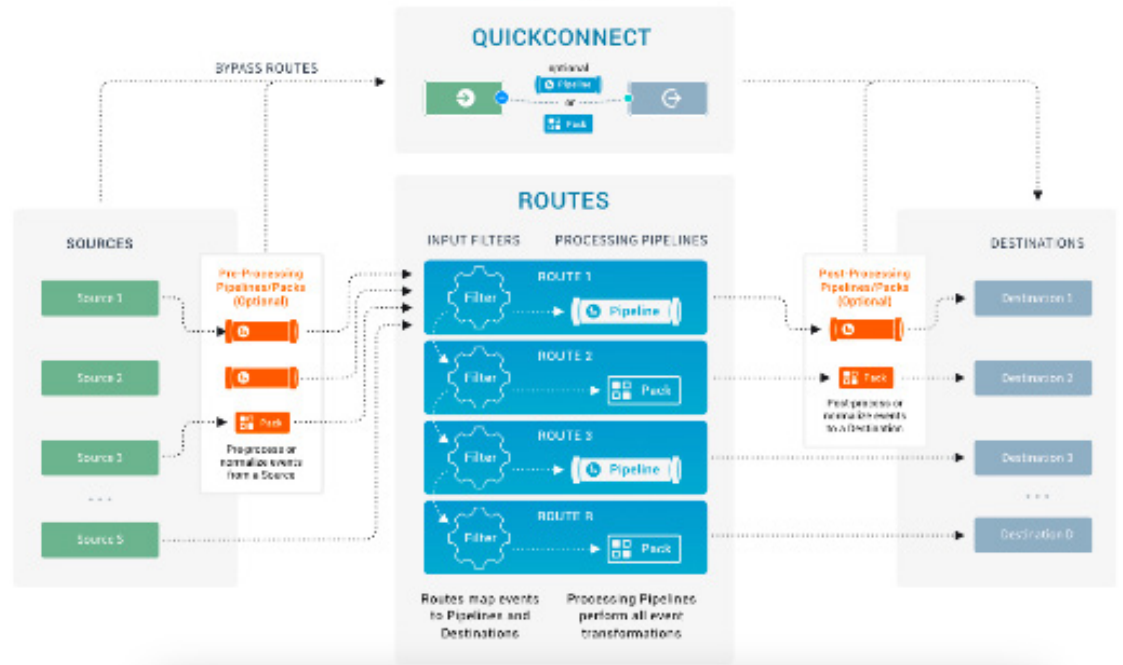 QUICKCONNECT
BYPASS ROUTES
optional
Pipeline
or
Pack
ROUTES
SOURCES
INPUT FILTERS
PROCESSING PIPELINES
DESTINATIONS
Pre-Processing
Pipelines/Packs
(Optional)
Source 1
Source 2
Source 3
...
Source S
Pack
Pre-process or
normalize events
from a Source
ROUTE 1
Filter
Pipeline
ROUTE 2
Filter
Pack
ROUTE 3
Filter
Pipeline
ROUTE R
Filter
Pack
Routes map events
to Pipelines and
Destinations
Processing Pipelines
perform all event
transformations
Post-Processing
Pipelines/Packs
(Optional)
Pack
Post-process or
normalize events
to a Destination
Destination 1
Destination 2
Destination 3
...
Destination D